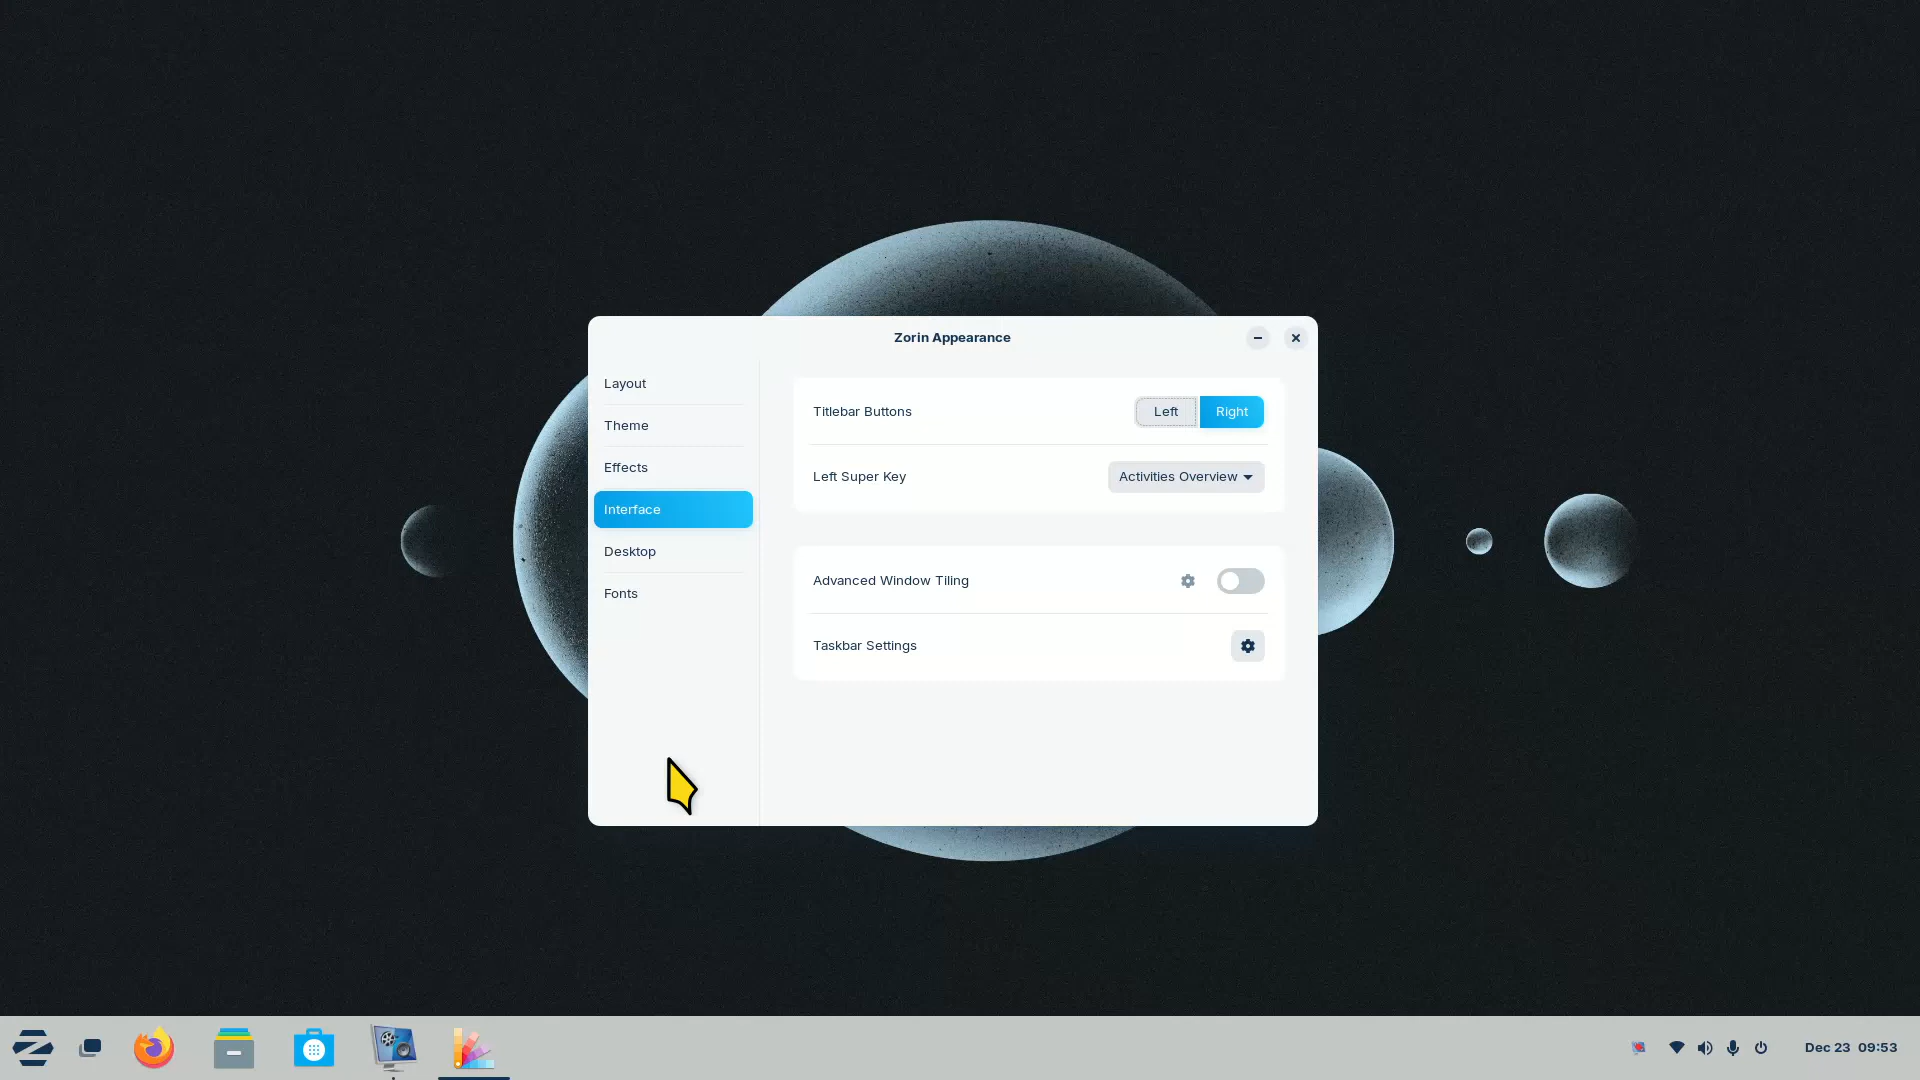 Zorin Appearance
Layout
Theme
Effects
Interface
Desktop
Fonts
Titlebar Buttons
Left
Right
Left Super Key
Activities Overview
Advanced Window Tiling
Taskbar Settings
Dec 23 09:53